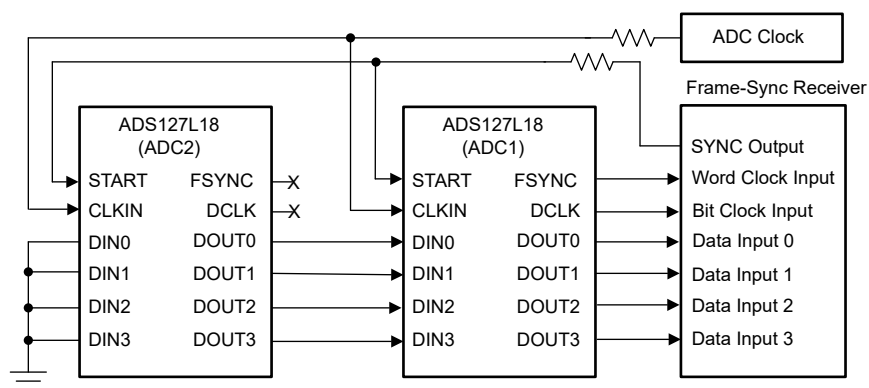 ADC Clock
Frame-Sync Receiver
ADS127L18
(ADC2)
START FSYNC X
CLKIN DCLK X
DIN0 DOUT0
DIN1 DOUT1
DIN2 DOUT2
DIN3 DOUT3
ADS127L18
(ADC1)
START FSYNC
CLKIN DCLK
DIN0 DOUT0
DIN1 DOUT1
DIN2 DOUT2
DIN3 DOUT3
SYNC Output
Word Clock Input
Bit Clock Input
Data Input 0
Data Input 1
Data Input 2
Data Input 3